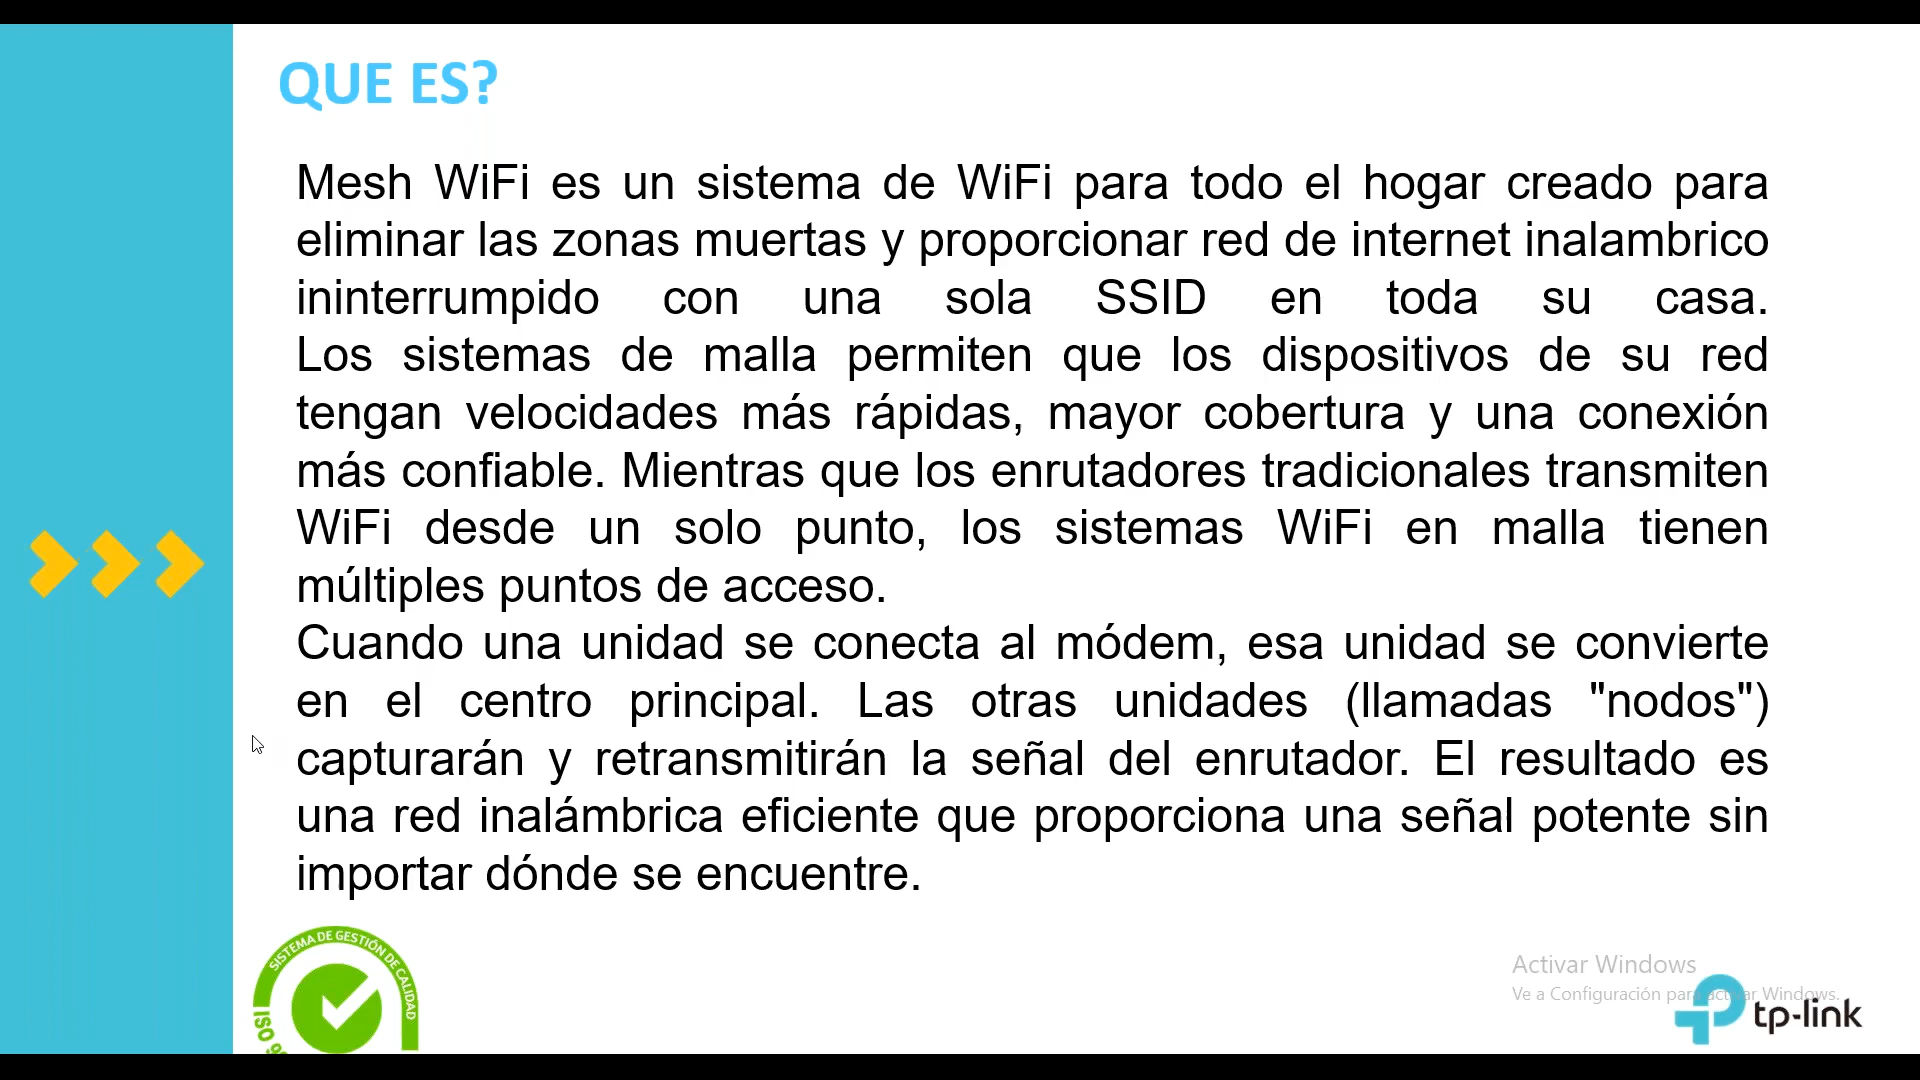 QUE ES?
Mesh WiFi es un sistema de WiFi para todo el hogar creado para
eliminar las zonas muertas y proporcionar red de internet inalambrico
ininterrumpido con una sola SSID en toda su casa.
Los sistemas de malla permiten que los dispositivos de su red
tengan velocidades más rápidas, mayor cobertura y una conexión
más confiable. Mientras que los enrutadores tradicionales transmiten
WiFi desde un solo punto, los sistemas WiFi en malla tienen
múltiples puntos de acceso.
Cuando una unidad se conecta al módem, esa unidad se convierte
en el centro principal. Las otras unidades (llamadas "nodos")
capturarán y retransmitirán la señal del enrutador. El resultado es
una red inalámbrica eficiente que proporciona una señal potente sin
importar dónde se encuentre.
SISTEMA DE GESTIÓN DE CALIDAD
ISO
Activar Windows
Ve a Configuración para activar Windows.
tp-link